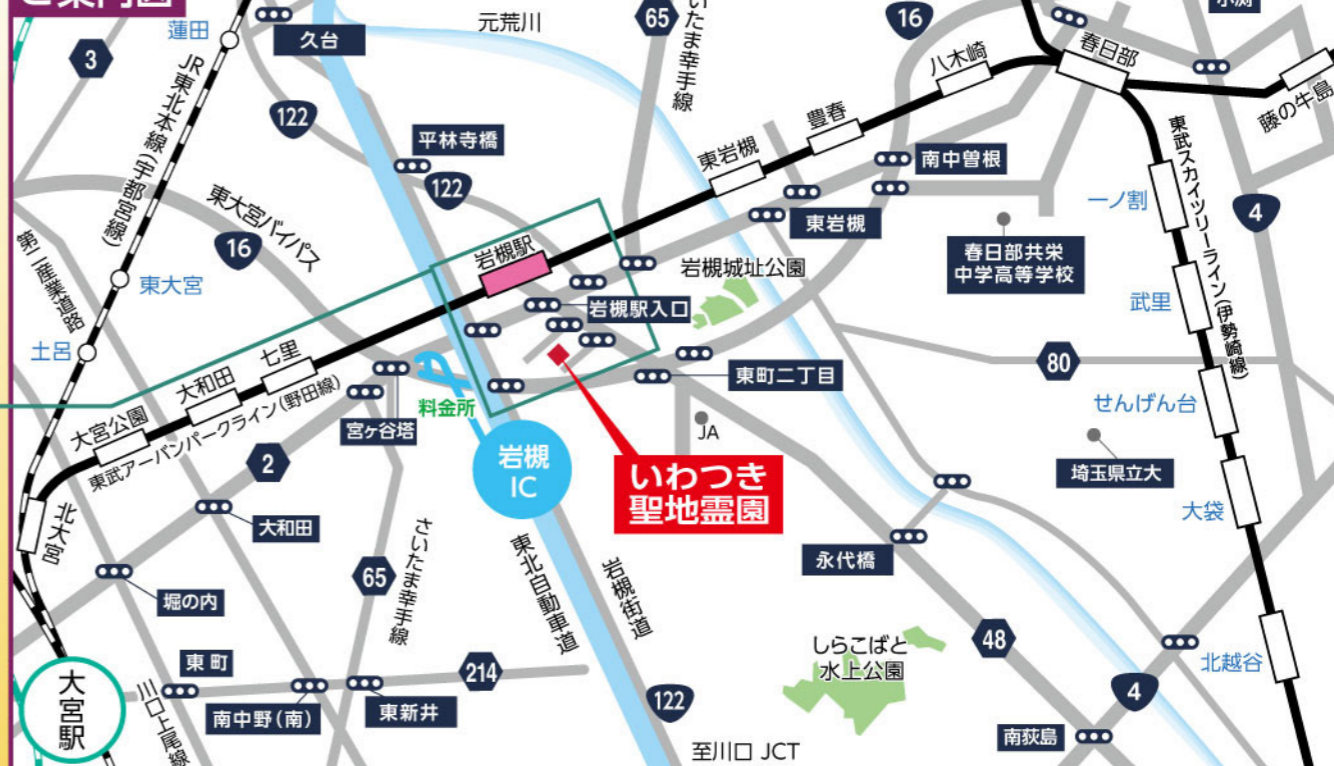 ご案内図
蓮田
久台
元荒川
65
いたま幸手線
16
3
JR東北本線(宇都宮線)
122
平林寺橋
122
八木崎
春日部
藤の牛島
豊春
東岩槻
南中曽根
東岩槻
東武スカイツリーライン(伊勢崎線)
一ノ割
4
春日部共栄
中学高等学校
東大宮バイパス
16
第二産業道路
東大宮
岩槻駅
岩槻城址公園
岩槻駅入口
武里
土呂
七里
大和田
大宮公園
東武アーバンパークライン(野田線)
料金所
宮ヶ谷塔
東町二丁目
80
せんげん台
JA
岩槻
IC
いわつき
聖地霊園
埼玉県立大
2
北大宮
大和田
大袋
永代橋
堀の内
65
さいたま幸手線
東北自動車道
岩槻街道
しらこばと
水上公園
48
北越谷
東町
214
大宮駅
川口上尾線
南中野(南)
東新井
122
4
南荻島
至川口 JCT